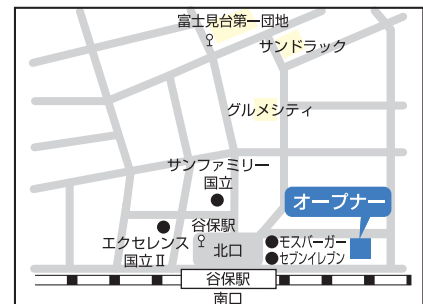 富士見台第一団地
サンドラック
グルメシティ
サンファミリー
国立
オープナー
谷保駅
エクセレンス
国立Ⅱ
北口
モスバーガー
セブンイレブン
谷保駅
南口